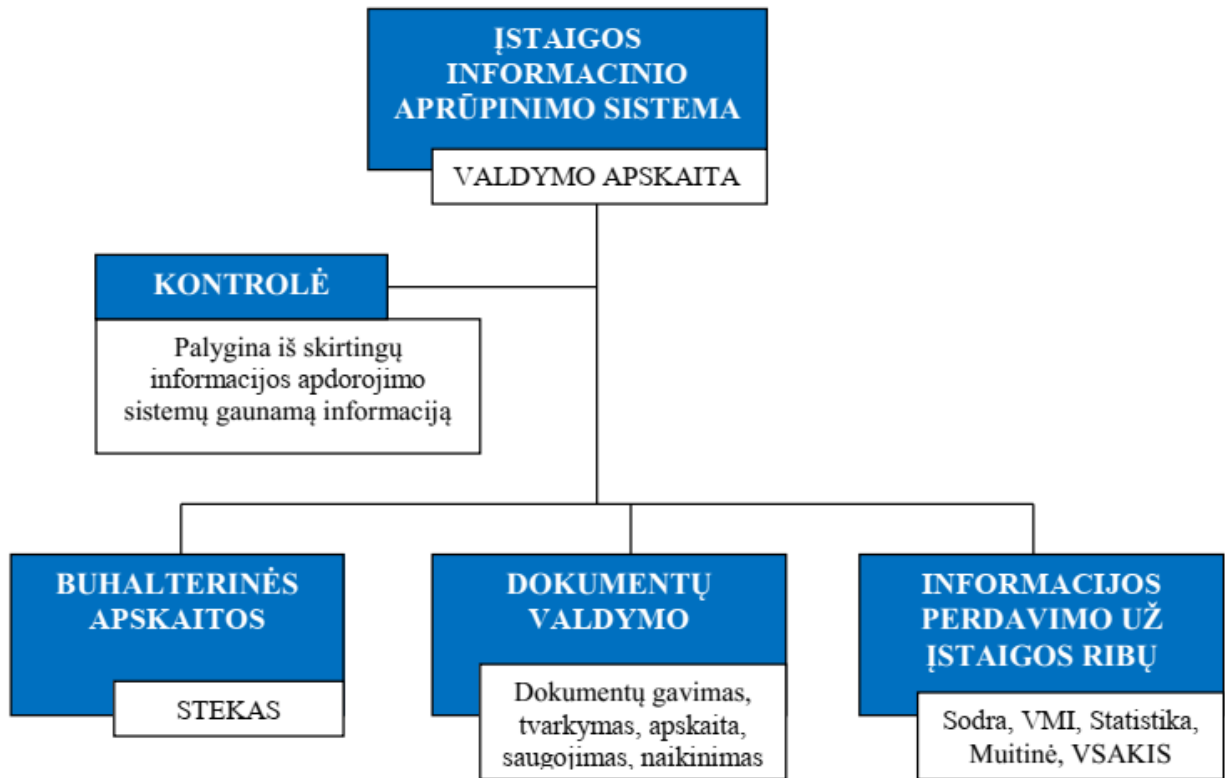 ĮSTAIGOS
INFORMACINIO
APRŪPINIMO SISTEMA
VALDYMO APSKAITA
KONTROLĖ
Palygina iš skirtingų
informacijos apdorojimo
sistemų gaunamą informaciją
BUHALTERINĖS
APSKAITOS
STEKAS
DOKUMENTŲ
VALDYMO
Dokumentų gavimas,
tvarkymas, apskaita,
saugojimas, naikinimas
INFORMACIJOS
PERDAVIMO UŽ
ĮSTAIGOS RIBŲ
Sodra, VMI, Statistika,
Muitinė, VSAKIS